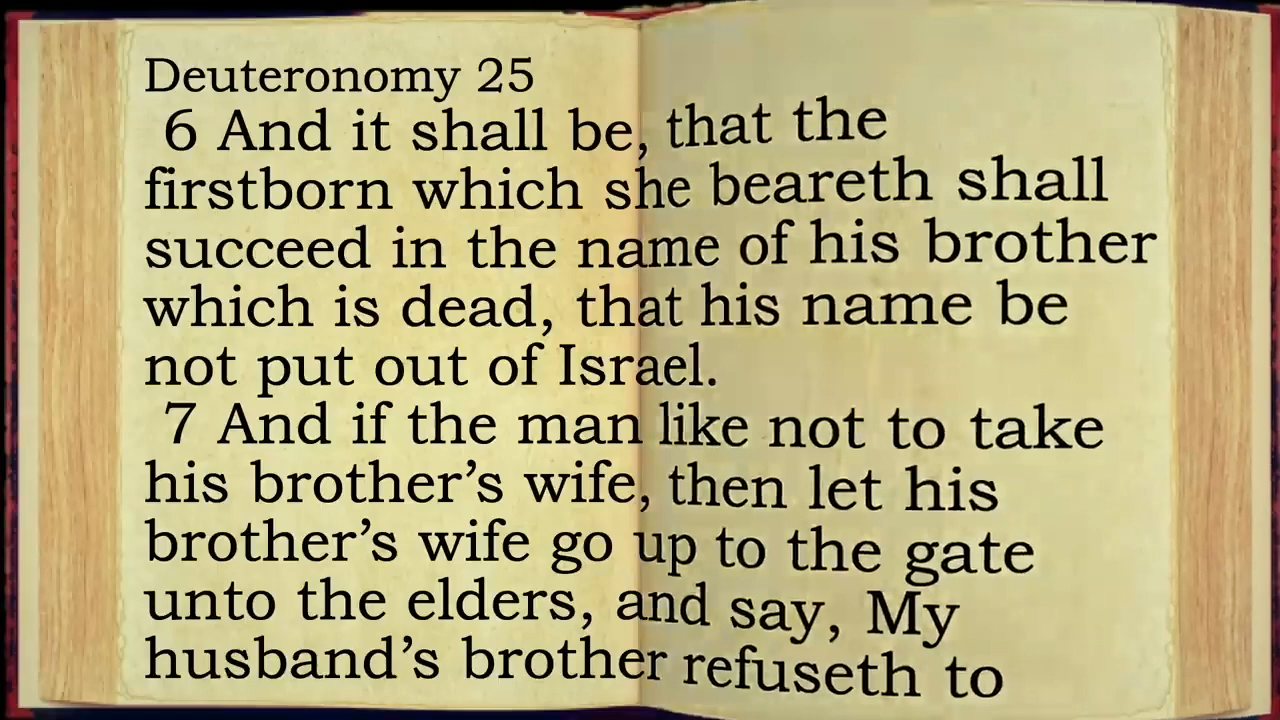 Deuteronomy 25
6 And it shall be, that the
firstborn which she beareth shall
succeed in the name of his brother
which is dead, that his name be
not put out of Israel.
7 And if the man like not to take
his brother’s wife, then let his
brother’s wife go up to the gate
unto the elders, and say, My
husband’s brother refuseth to